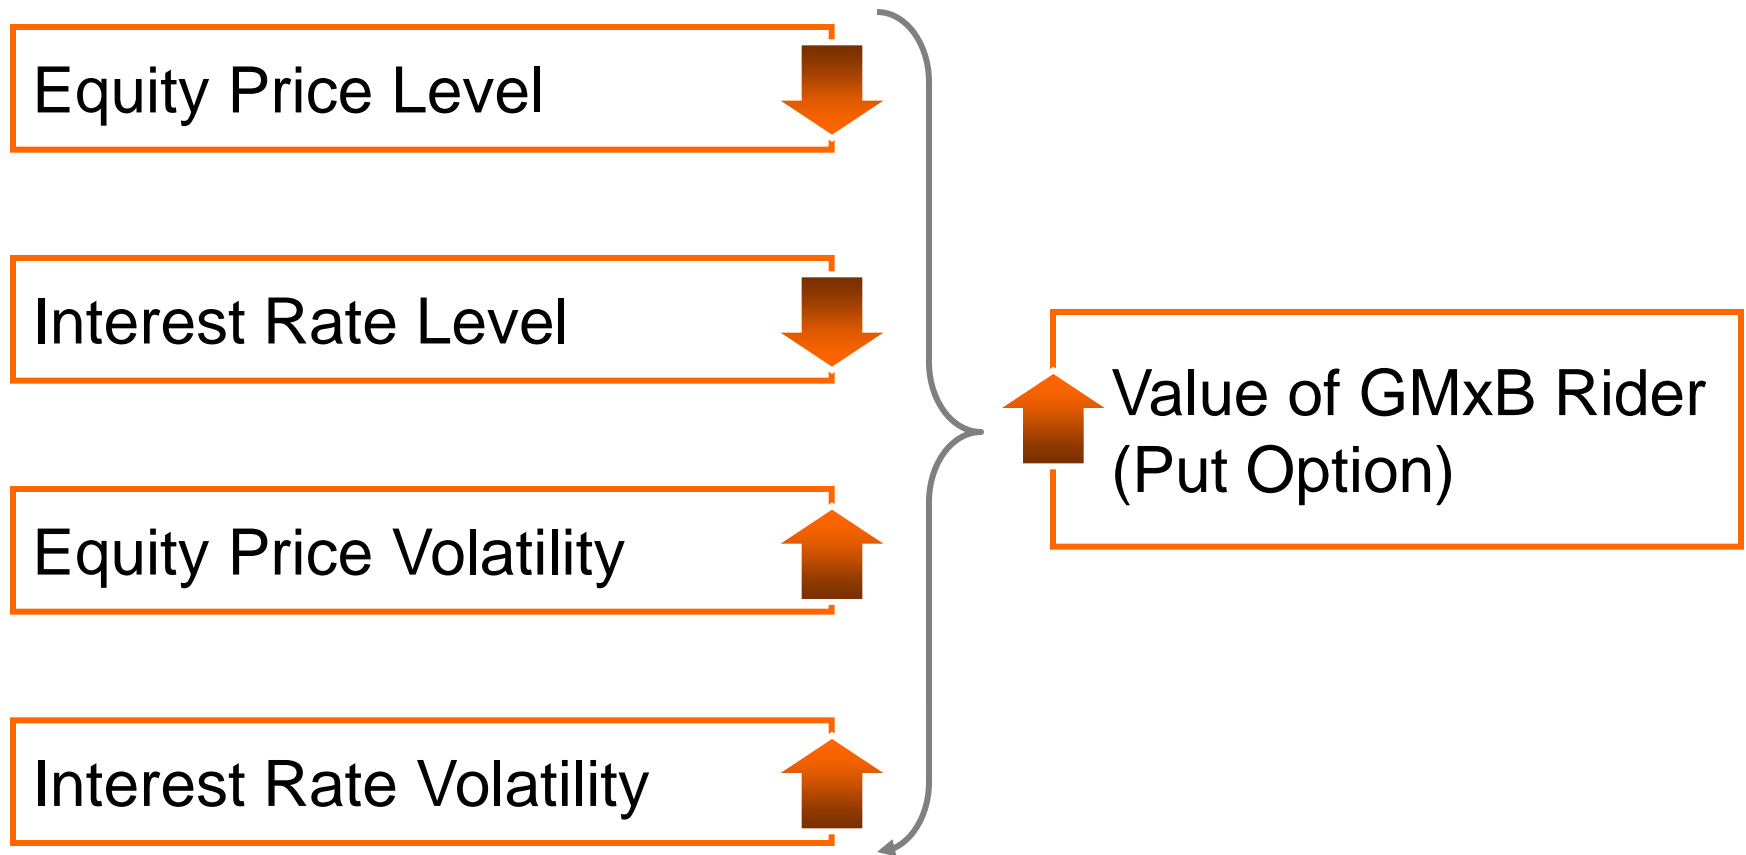 Equity Price Level
Interest Rate Level
Equity Price Volatility
Interest Rate Volatility
Value of GMxB Rider
(Put Option)